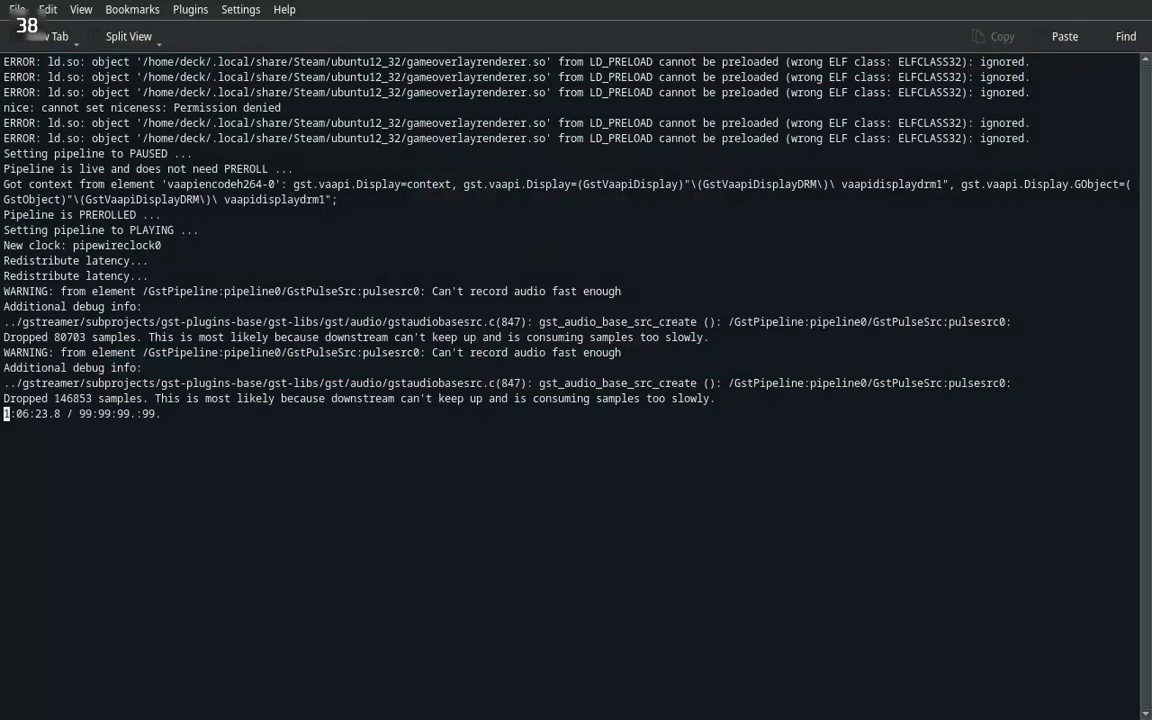 File Edit View Bookmarks Plugins Settings Help
38
Tab Split View Copy Paste Find
ERROR: ld.so: object '/home/deck/.local/share/Steam/ubuntu12_32/gameoverlayrenderer.so' from LD_PRELOAD cannot be preloaded (wrong ELF class: ELFCLASS32): ignored.
ERROR: ld.so: object '/home/deck/.local/share/Steam/ubuntu12_32/gameoverlayrenderer.so' from LD_PRELOAD cannot be preloaded (wrong ELF class: ELFCLASS32): ignored.
ERROR: ld.so: object '/home/deck/.local/share/Steam/ubuntu12_32/gameoverlayrenderer.so' from LD_PRELOAD cannot be preloaded (wrong ELF class: ELFCLASS32): ignored.
nice: cannot set niceness: Permission denied
ERROR: ld.so: object '/home/deck/.local/share/Steam/ubuntu12_32/gameoverlayrenderer.so' from LD_PRELOAD cannot be preloaded (wrong ELF class: ELFCLASS32): ignored.
ERROR: ld.so: object '/home/deck/.local/share/Steam/ubuntu12_32/gameoverlayrenderer.so' from LD_PRELOAD cannot be preloaded (wrong ELF class: ELFCLASS32): ignored.
Setting pipeline to PAUSED ...
Pipeline is live and does not need PREROLL ...
Got context from element 'vaapiencodeh264-0': gst.vaapi.Display=context, gst.vaapi.Display=(GstVaapiDisplay)"\(GstVaapiDisplayDRM\)\ vaapidisplaydrm1", gst.vaapi.Display.GObject=(
GstObject)"\(GstVaapiDisplayDRM\)\ vaapidisplaydrm1";
Pipeline is PREROLLED ...
Setting pipeline to PLAYING ...
New clock: pipewireclock0
Redistribute latency...
Redistribute latency...
WARNING: from element /GstPipeline:pipeline0/GstPulseSrc:pulsesrc0: Can't record audio fast enough
Additional debug info:
../gstreamer/subprojects/gst-plugins-base/gst-libs/gst/audio/gstaudiobasesrc.c(847): gst_audio_base_src_create (): /GstPipeline:pipeline0/GstPulseSrc:pulsesrc0:
Dropped 80703 samples. This is most likely because downstream can't keep up and is consuming samples too slowly.
WARNING: from element /GstPipeline:pipeline0/GstPulseSrc:pulsesrc0: Can't record audio fast enough
Additional debug info:
../gstreamer/subprojects/gst-plugins-base/gst-libs/gst/audio/gstaudiobasesrc.c(847): gst_audio_base_src_create (): /GstPipeline:pipeline0/GstPulseSrc:pulsesrc0:
Dropped 146853 samples. This is most likely because downstream can't keep up and is consuming samples too slowly.
1:06:23.8 / 99:99:99.:99.